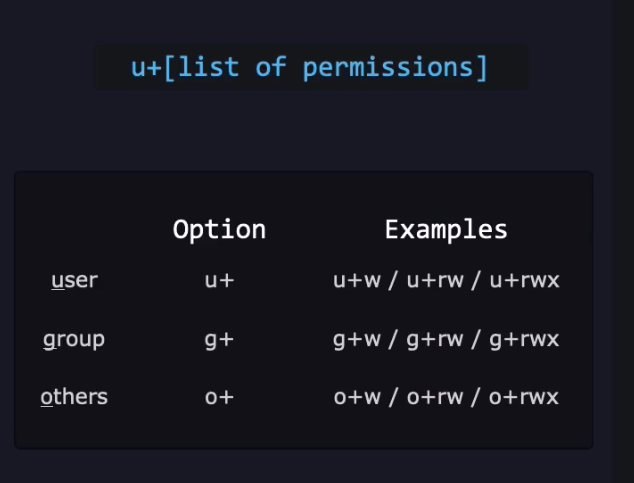 u+[list of permissions]
Option Examples
user u+ u+w / u+rw / u+rwx
group g+ g+w / g+rw / g+rwx
others o+ o+w / o+rw / o+rwx